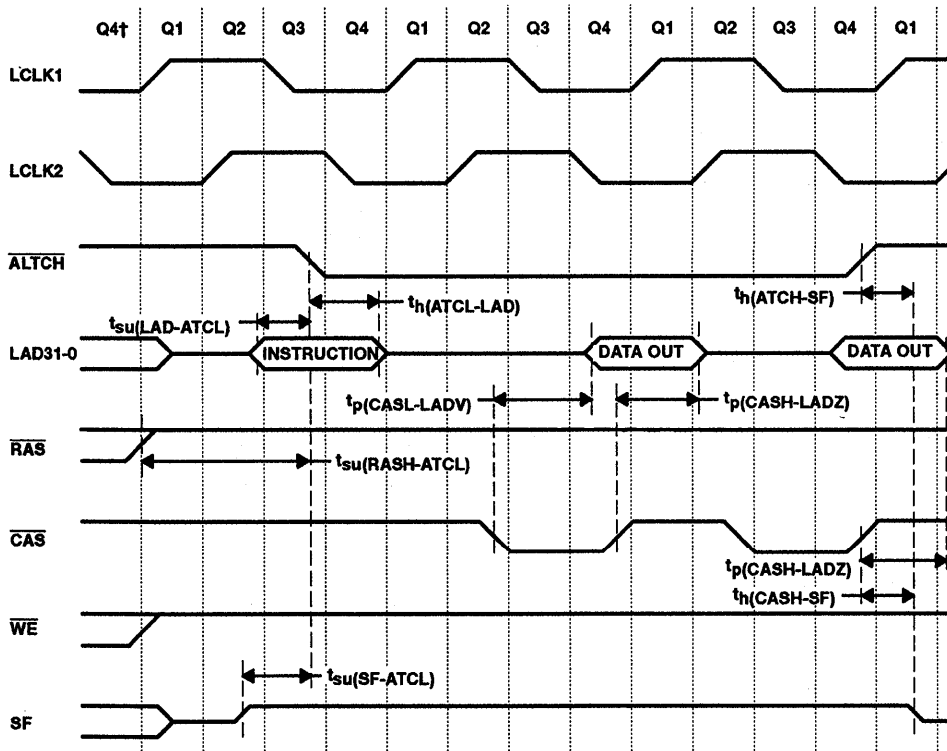 Q4† Q1 Q2 Q3 Q4 Q1 Q2 Q4 Q1 Q2 Q3 Q4 Q1
LCLK1
LCLK2
ALTCH
th(ATCL-LAD)
th(ATCH-SF)
tsu(LAD-ATCL)
LAD31-0
INSTRUCTION
DATA OUT
DATA OUT
tp(CASL-LADV)
tp(CASH-LADZ)
RAS
tsu(RASH-ATCL)
CAS
tp(CASH-LADZ)
th(CASH-SF)
WE
tsu(SF-ATCL)
SF